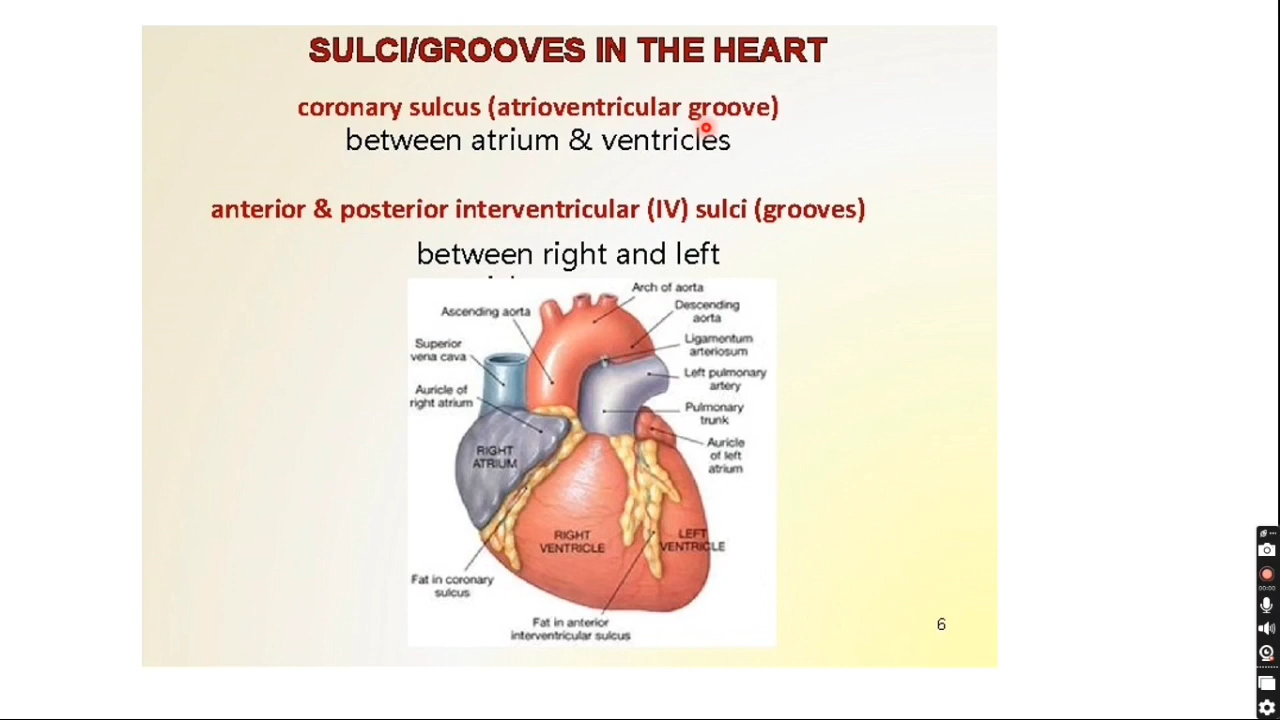 SULCI/GROOVES IN THE HEART
coronary sulcus (atrioventricular groove)
between atrium & ventricles
anterior & posterior interventricular (IV) sulci (grooves)
between right and left
Arch of aorta
Ascending aorta
Descending
aorta
Superior
vena cava
Ligamentum
arteriosum
Left pulmonary
artery
Auricle of
right atrium
Pulmonary
trunk
Auricle
of left
atrium
RIGHT
ATRIUM
RIGHT
VENTRICLE
LEFT
VENTRICLE
Fat in coronary
sulcus
Fat in anterior
interventricular sulcus
6
00:00